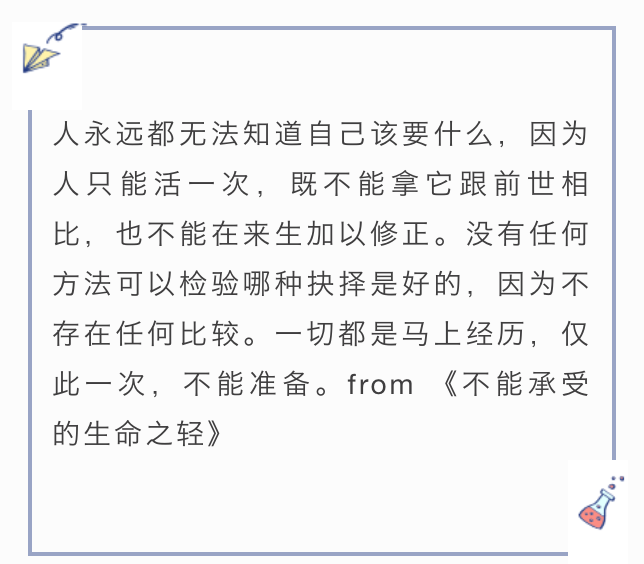 人永远都无法知道自己该要什么，因为
人只能活一次，既不能拿它跟前世相
比，也不能在来生加以修正。没有任何
方法可以检验哪种抉择是好的，因为不
存在任何比较。一切都是马上经历，仅
此一次，不能准备。from 《不能承受
的生命之轻》